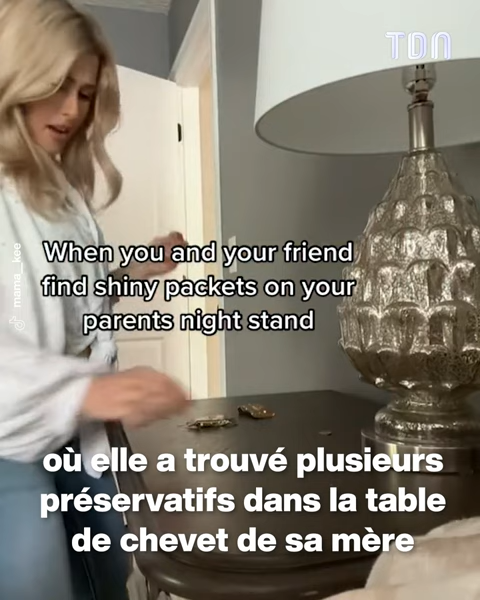 TDN
When you and your friend
find shiny packets on your
parents night stand
mama__kee
où elle a trouvé plusieurs
préservatifs dans la table
de chevet de sa mère